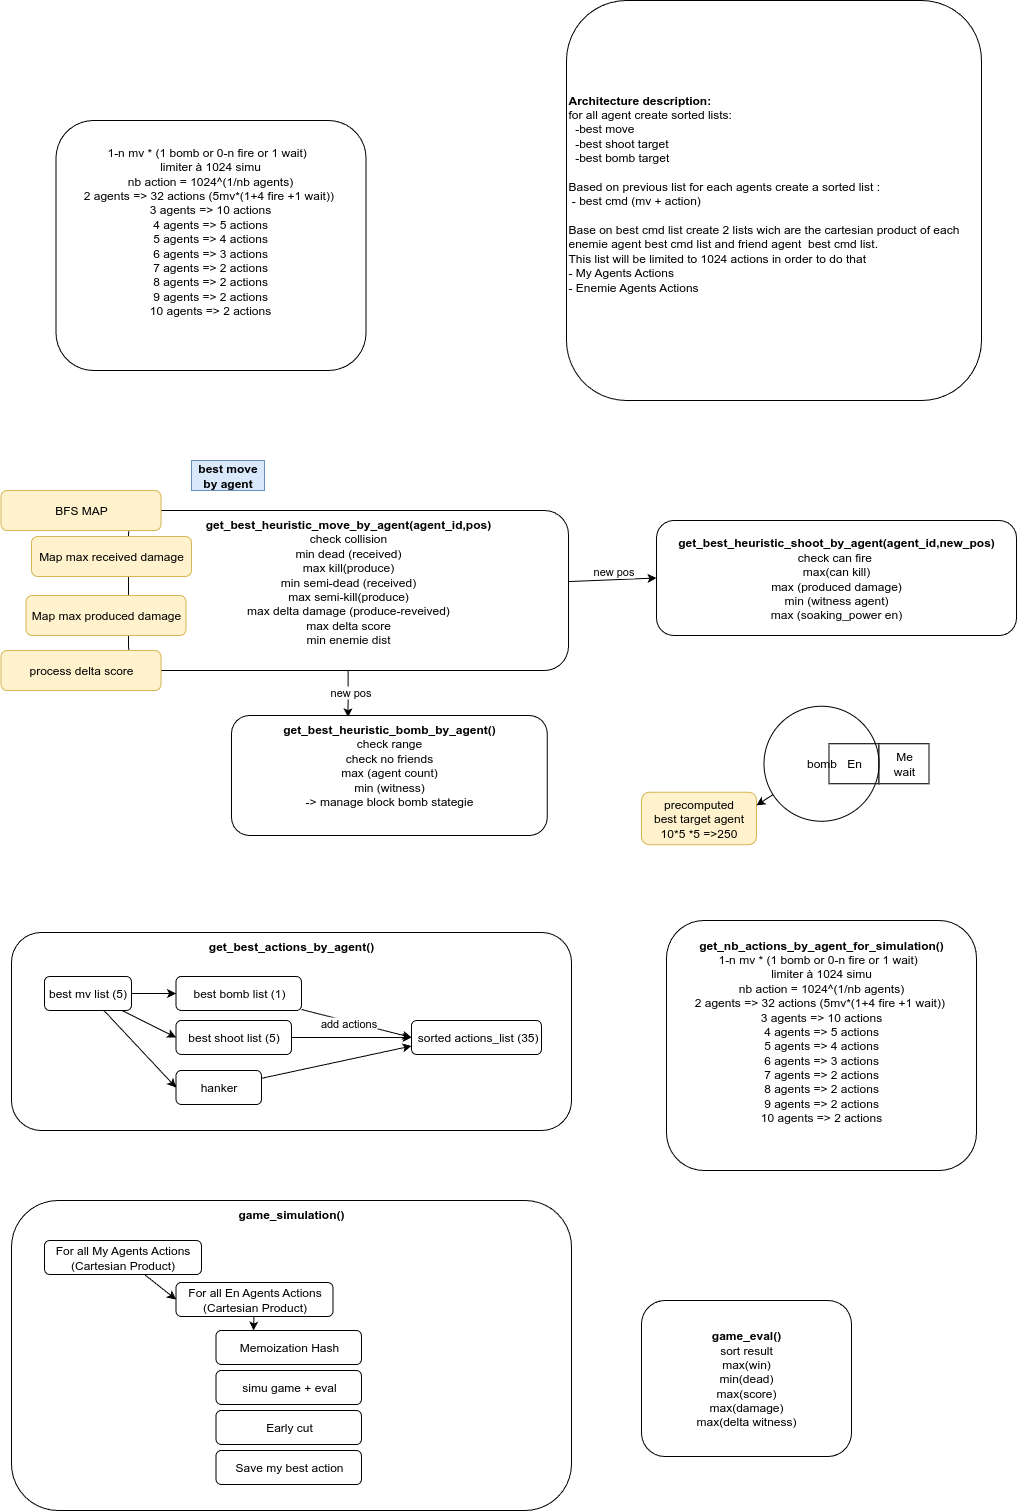 Architecture description:
for all agent create sorted lists:
-best move
-best shoot target
-best bomb target
Based on previous list for each agents create a sorted list :
- best cmd (mv + action)
Base on best cmd list create 2 lists wich are the cartesian product of each
enemie agent best cmd list and friend agent  best cmd list.
This list will be limited to 1024 actions in order to do that
- My Agents Actions
- Enemie Agents Actions
1-n mv * (1 bomb or 0-n fire or 1 wait)
limiter à 1024 simu
nb action = 1024^(1/nb agents)
2 agents => 32 actions (5mv*(1+4 fire +1 wait))
3 agents => 10 actions
4 agents => 5 actions
5 agents => 4 actions
6 agents => 3 actions
7 agents => 2 actions
8 agents => 2 actions
9 agents => 2 actions
10 agents => 2 actions
best move
by agent
BFS MAP
Map max received damage
Map max produced damage
process delta score
get_best_heuristic_move_by_agent(agent_id,pos)
check collision
min dead (received)
max kill(produce)
min semi-dead (received)
max semi-kill(produce)
max delta damage (produce-reveived)
max delta score
min enemie dist
new pos
get_best_heuristic_shoot_by_agent(agent_id,new_pos)
check can fire
max(can kill)
max (produced damage)
min (witness agent)
max (soaking_power en)
new pos
get_best_heuristic_bomb_by_agent()
check range
check no friends
max (agent count)
min (witness)
-> manage block bomb stategie
bomb
En
Me
wait
precomputed
best target agent
10*5 *5 =>250
get_best_actions_by_agent()
best mv list (5)
best bomb list (1)
add actions
best shoot list (5)
sorted actions_list (35)
hanker
get_nb_actions_by_agent_for_simulation()
1-n mv * (1 bomb or 0-n fire or 1 wait)
limiter à 1024 simu
nb action = 1024^(1/nb agents)
2 agents => 32 actions (5mv*(1+4 fire +1 wait))
3 agents => 10 actions
4 agents => 5 actions
5 agents => 4 actions
6 agents => 3 actions
7 agents => 2 actions
8 agents => 2 actions
9 agents => 2 actions
10 agents => 2 actions
game_simulation()
For all My Agents Actions
(Cartesian Product)
For all En Agents Actions
(Cartesian Product)
Memoization Hash
simu game + eval
Early cut
Save my best action
game_eval()
sort result
max(win)
min(dead)
max(score)
max(damage)
max(delta witness)